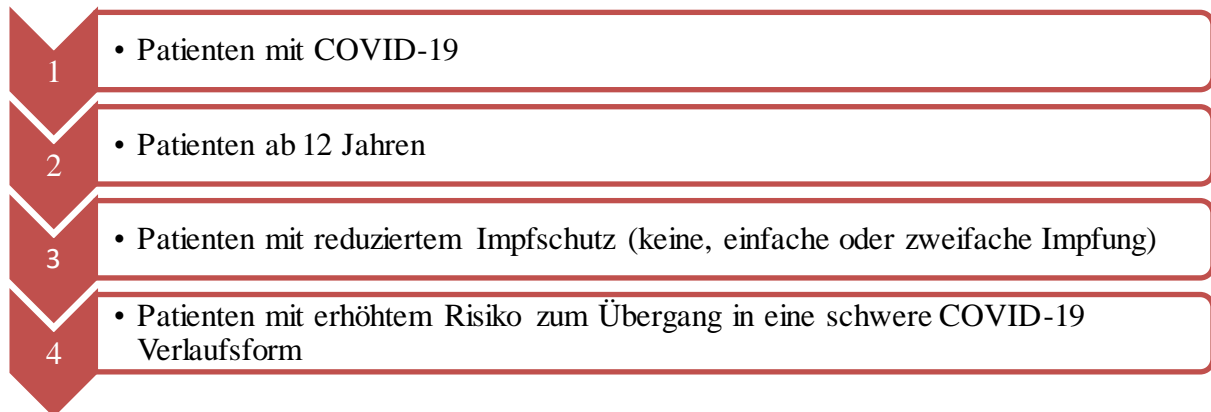 1
• Patienten mit COVID-19
2
• Patienten ab 12 Jahren
3
• Patienten mit reduziertem Impfschutz (keine, einfache oder zweifache Impfung)
4
• Patienten mit erhöhtem Risiko zum Übergang in eine schwere COVID-19
Verlaufsform